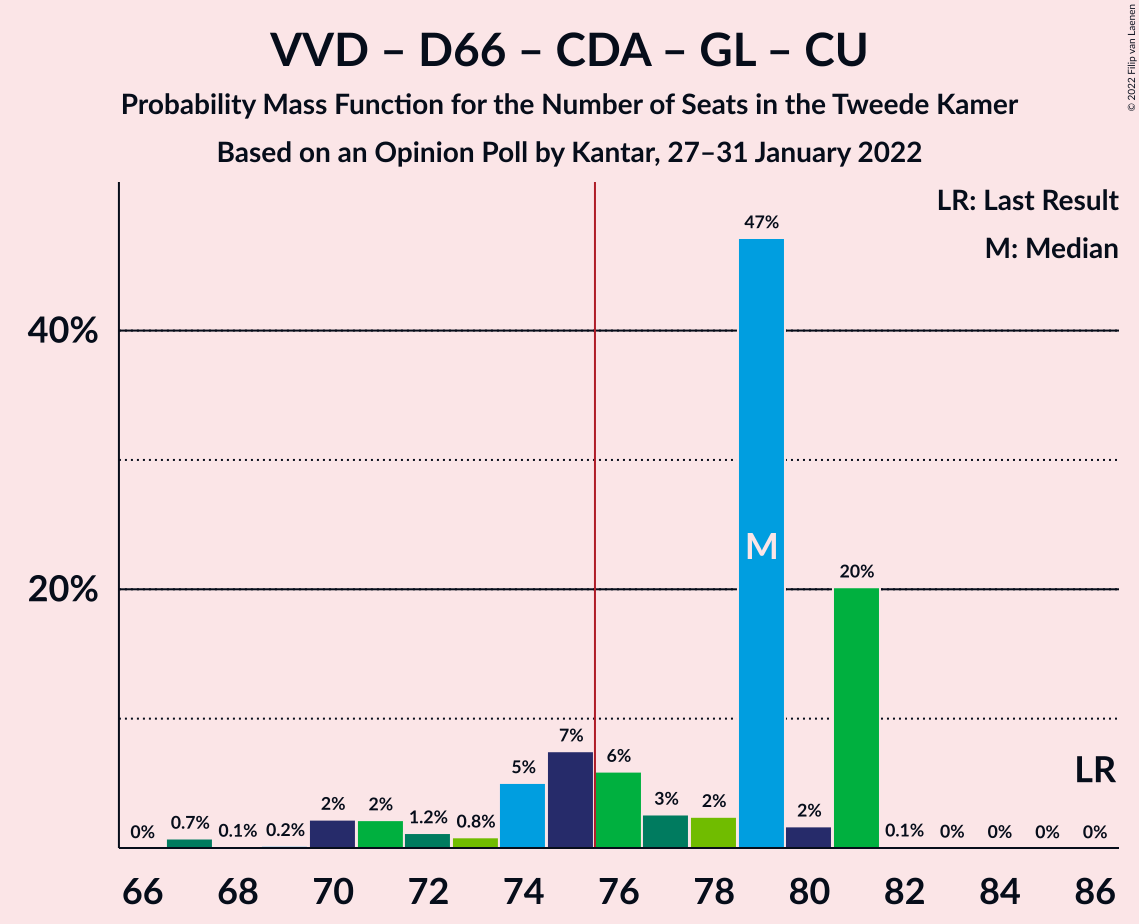 VVD – D66 – CDA – GL – CU
Probability Mass Function for the Number of Seats in the Tweede Kamer
Based on an Opinion Poll by Kantar, 27–31 January 2022
© 2022 Filip van Laenen
LR: Last Result
M: Median
47%
40%
M
20%
20%
7%
6%
5%
3%
2%
2%
2%
2%
1.2%
0.8%
0.7%
0.1%
0.2%
0%
0.1%
0%
0%
0%
0%
LR
66 68 70 72 74 76 78 80 82 84 86